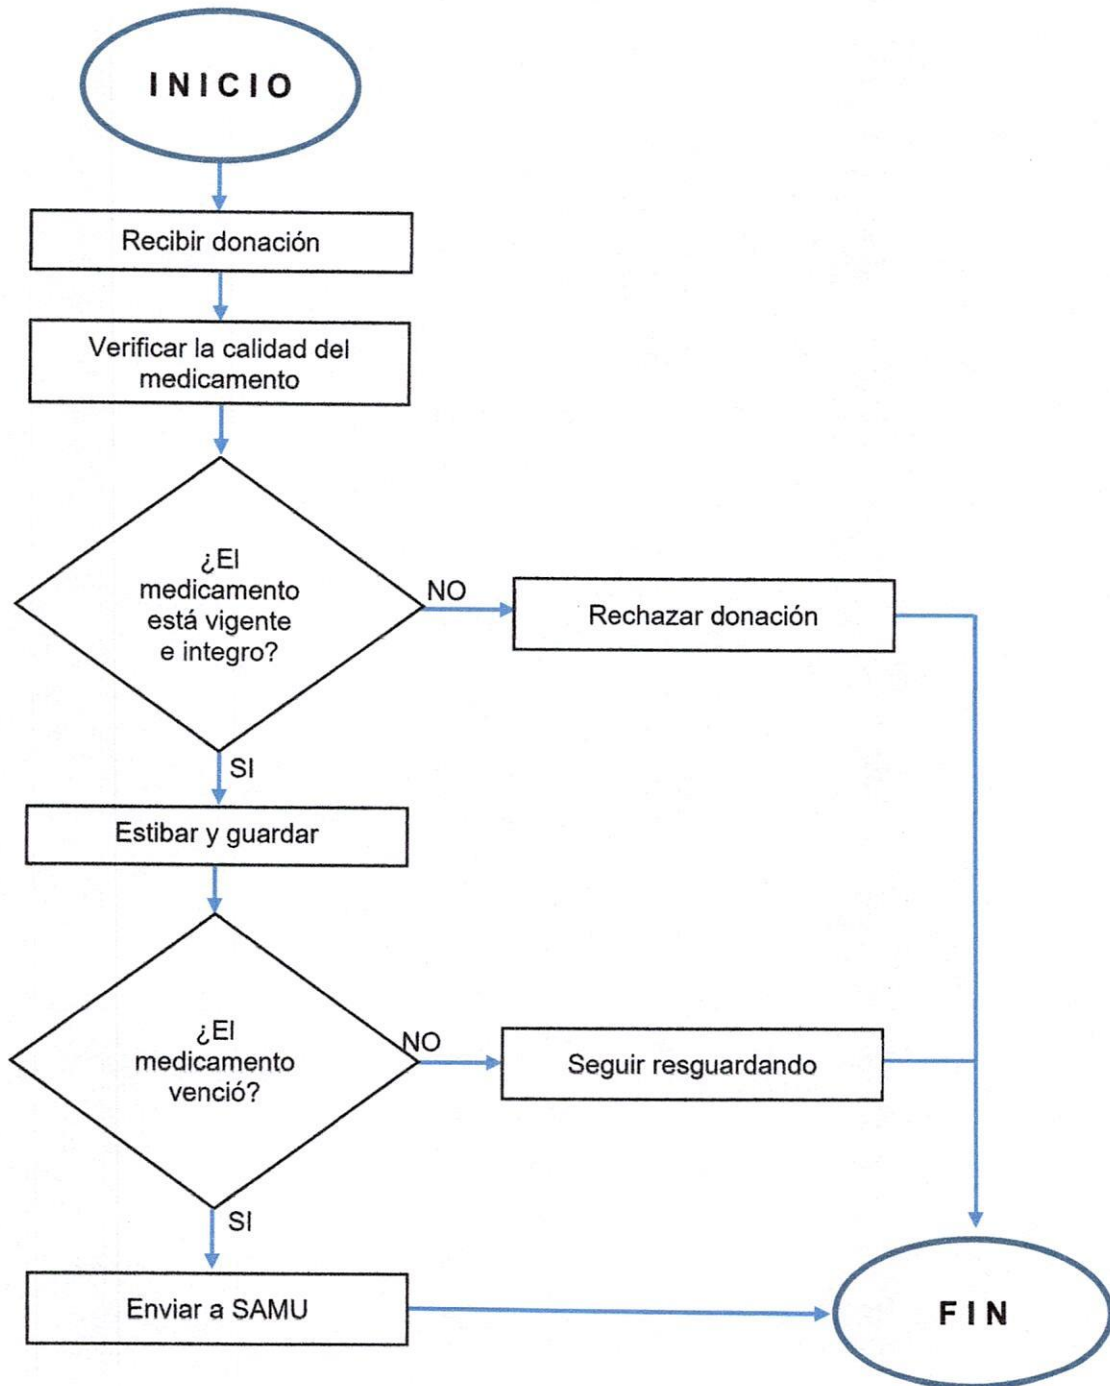 INICIO
Recibir donación
Verificar la calidad del
medicamento
¿El
medicamento
está vigente
e integro?
NO
Rechazar donación
SI
Estibar y guardar
¿El
medicamento
venció?
NO
Seguir resguardando
SI
Enviar a SAMU
FIN